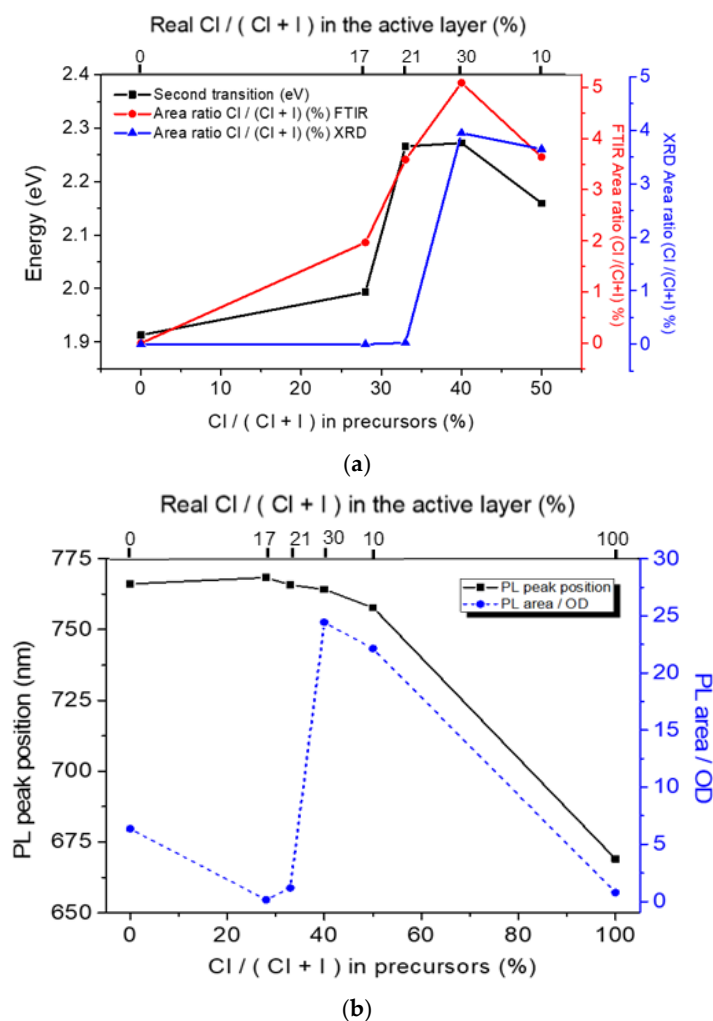 Real Cl / ( Cl + I ) in the active layer (%)
0 17 21 30 10
2.4 5 5
Second transition (eV)
Area ratio Cl / (Cl + I) (%) FTIR
Area ratio Cl / (Cl + I) (%) XRD
2.3 4 4
2.2 3 3
2.1 2 2
2.0 1 1
1.9 0 0
Energy (eV)
FTIR Area ratio (Cl /(Cl+I) %)
XRD Area ratio (Cl /(Cl+I) %)
0 10 20 30 40 50
Cl / ( Cl + I ) in precursors (%)
(a)
Real Cl / ( Cl + I ) in the active layer (%)
0 17 21 30 10 100
775 30
PL peak position
PL area / OD
750 25
725 20
700 15
10
675 5
650 0
PL peak position (nm)
PL area / OD
0 20 40 60 80 100
Cl / ( Cl + I ) in precursors (%)
(b)